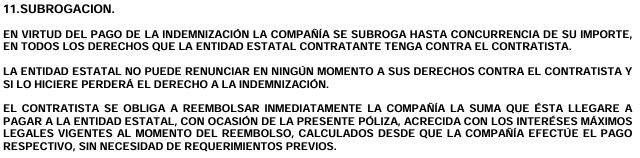 11.SUBROGACION.
EN VIRTUD DEL PAGO DE LA INDEMNIZACIÓN LA COMPAÑÍA SE SUBROGA HASTA CONCURRENCIA DE SU IMPORTE,
EN TODOS LOS DERECHOS QUE LA ENTIDAD ESTATAL CONTRATANTE TENGA CONTRA EL CONTRATISTA.
LA ENTIDAD ESTATAL NO PUEDE RENUNCIAR EN NINGÚN MOMENTO A SUS DERECHOS CONTRA EL CONTRATISTA Y
SI LO HICIERE PERDERÁ EL DERECHO A LA INDEMNIZACIÓN.
EL CONTRATISTA SE OBLIGA A REEMBOLSAR INMEDIATAMENTE LA COMPAÑÍA LA SUMA QUE ÉSTA LLEGARE A
PAGAR A LA ENTIDAD ESTATAL, CON OCASIÓN DE LA PRESENTE PÓLIZA, ACRECIDA CON LOS INTERÉSES MÁXIMOS
LEGALES VIGENTES AL MOMENTO DEL REEMBOLSO, CALCULADOS DESDE QUE LA COMPAÑÍA EFECTÚE EL PAGO
RESPECTIVO, SIN NECESIDAD DE REQUERIMIENTOS PREVIOS.